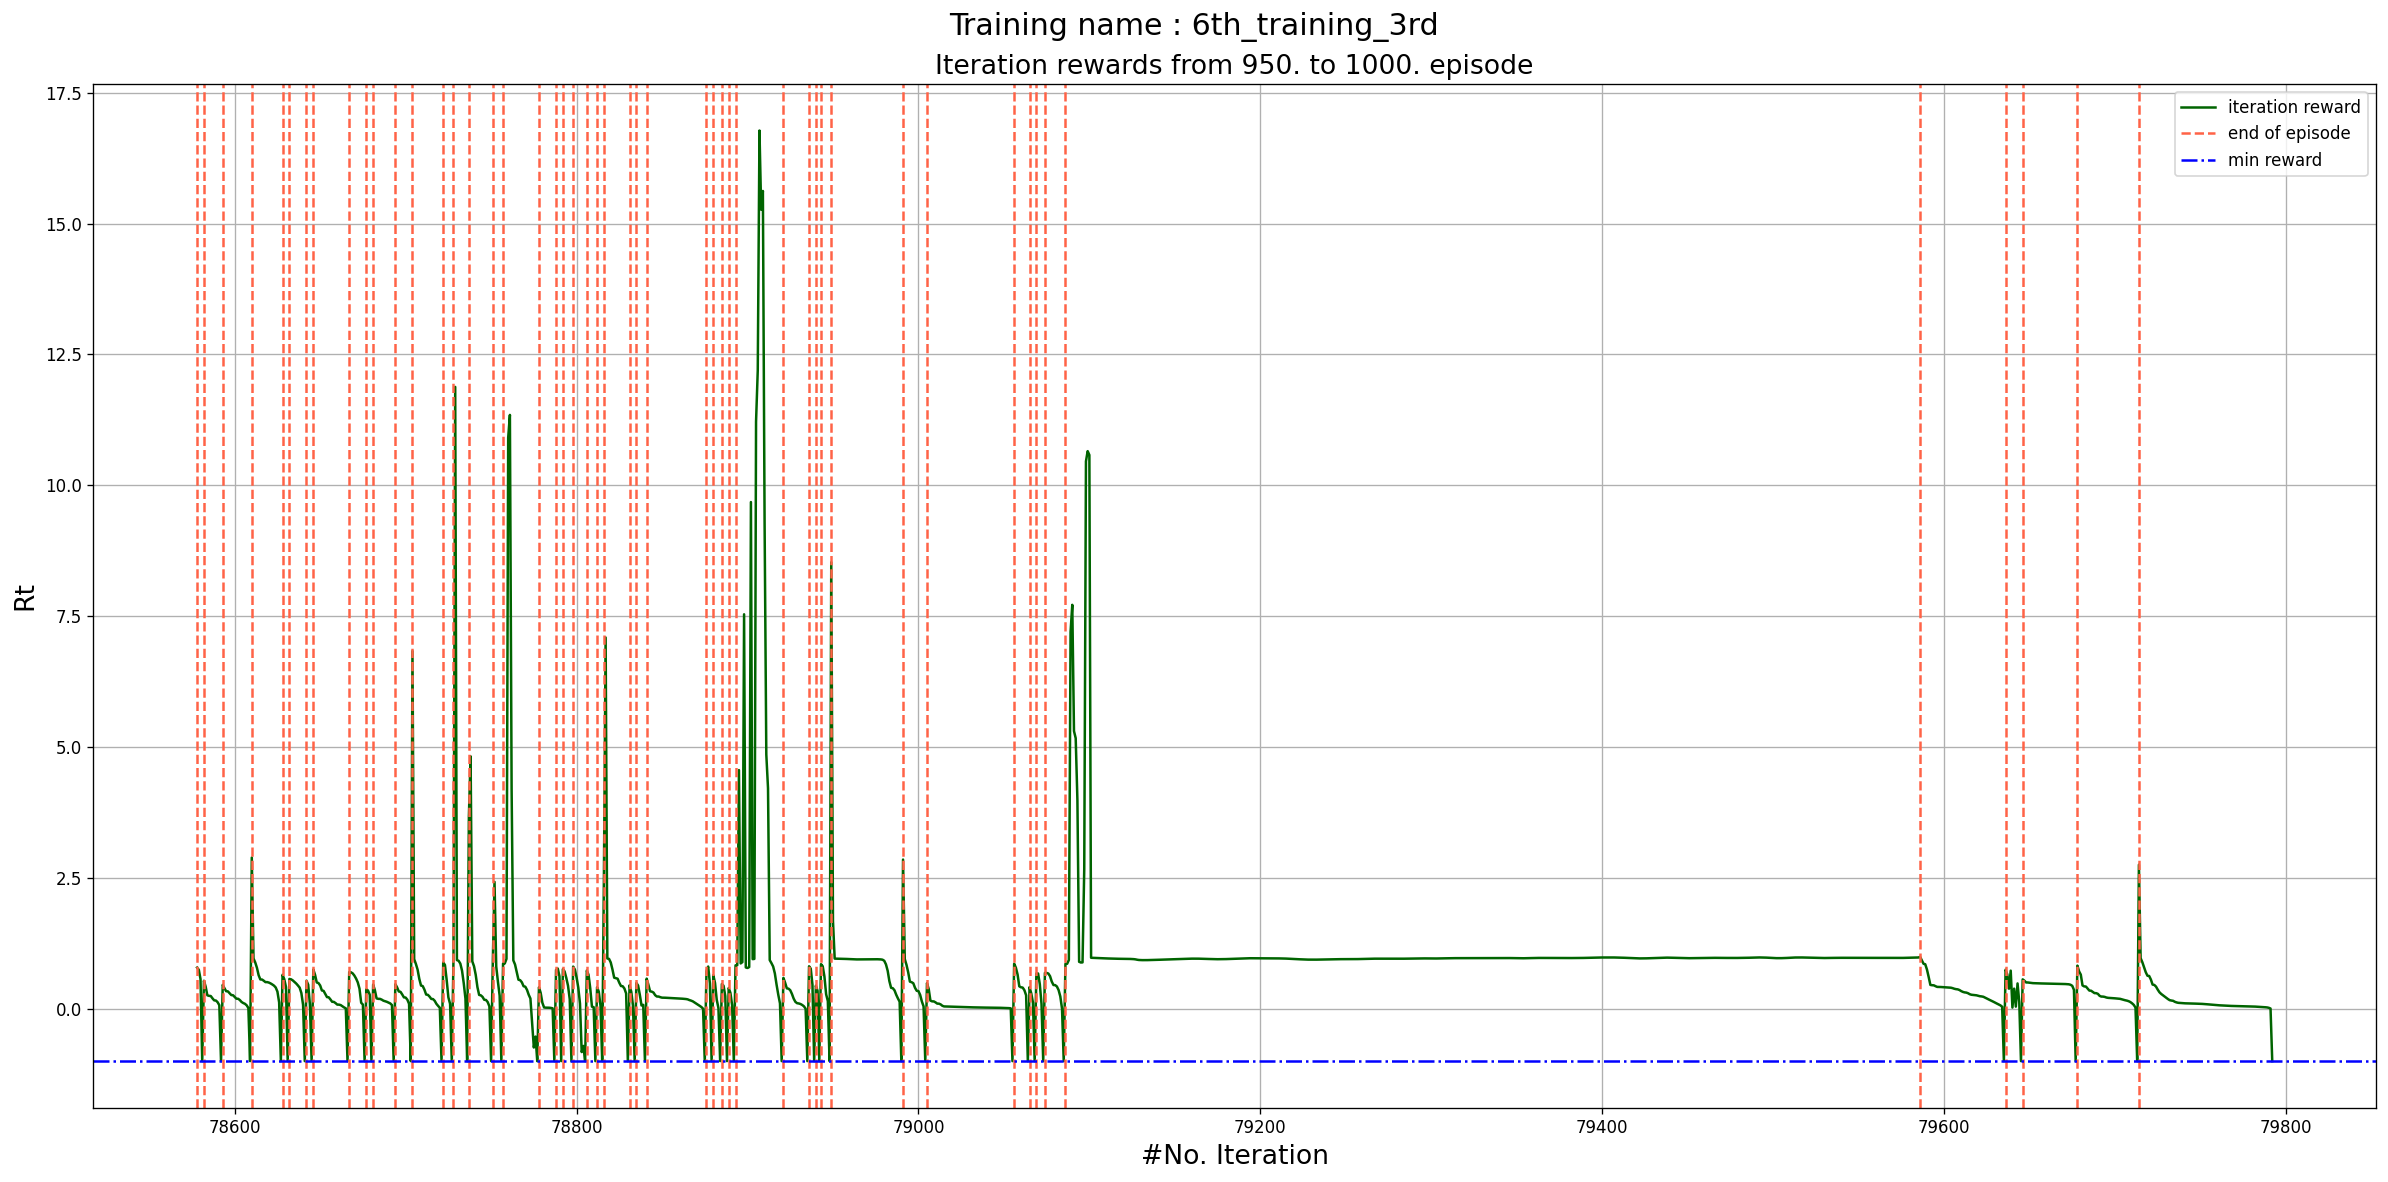 Training name : 6th_training_3rd
Iteration rewards from 950. to 1000. episode
17.5
15.0
12.5
10.0
7.5
5.0
2.5
0.0
Rt
iteration reward
end of episode
min reward
78600
78800
79000
79200
79400
79600
79800
#No. Iteration